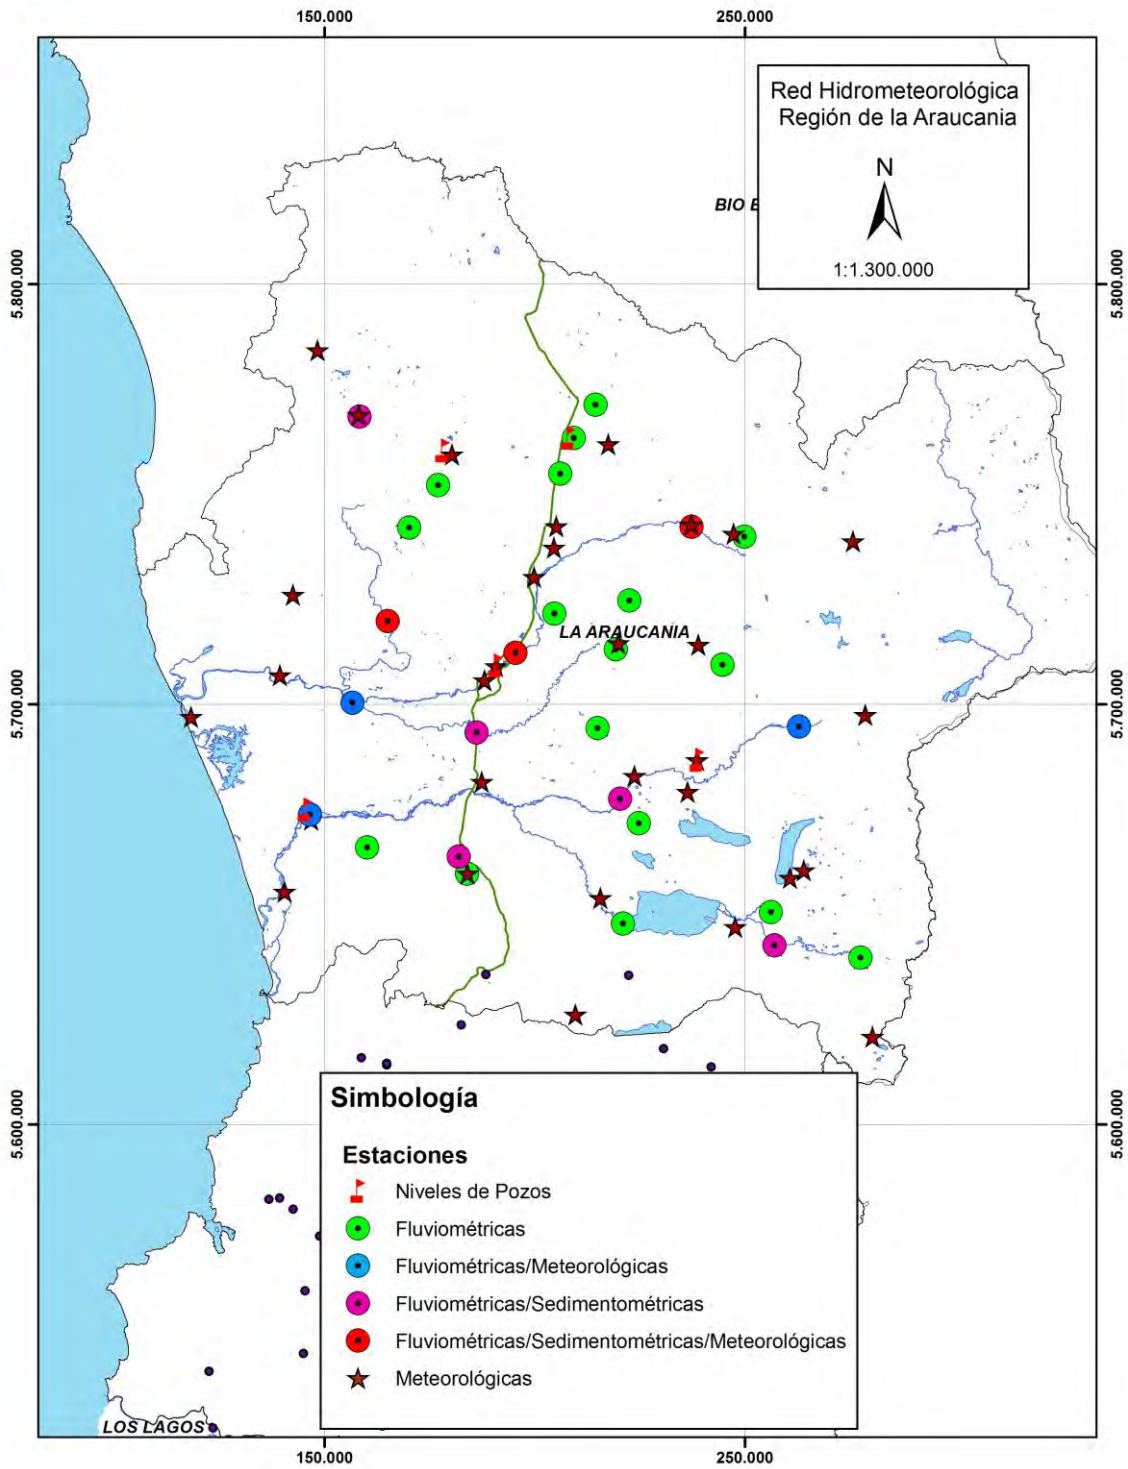 150.000
250.000
Red Hidrometeorológica
Región de la Araucania
N
1:1.300.000
BIO
5.800.000
5.800.000
LA ARAUCANIA
5.700.000
5.700.000
5.600.000
5.600.000
Simbología
Estaciones
Niveles de Pozos
Fluviométricas
Fluviométricas/Meteorológicas
Fluviométricas/Sedimentométricas
Fluviométricas/Sedimentométricas/Meteorológicas
Meteorológicas
LOS LAGOS
150.000
250.000